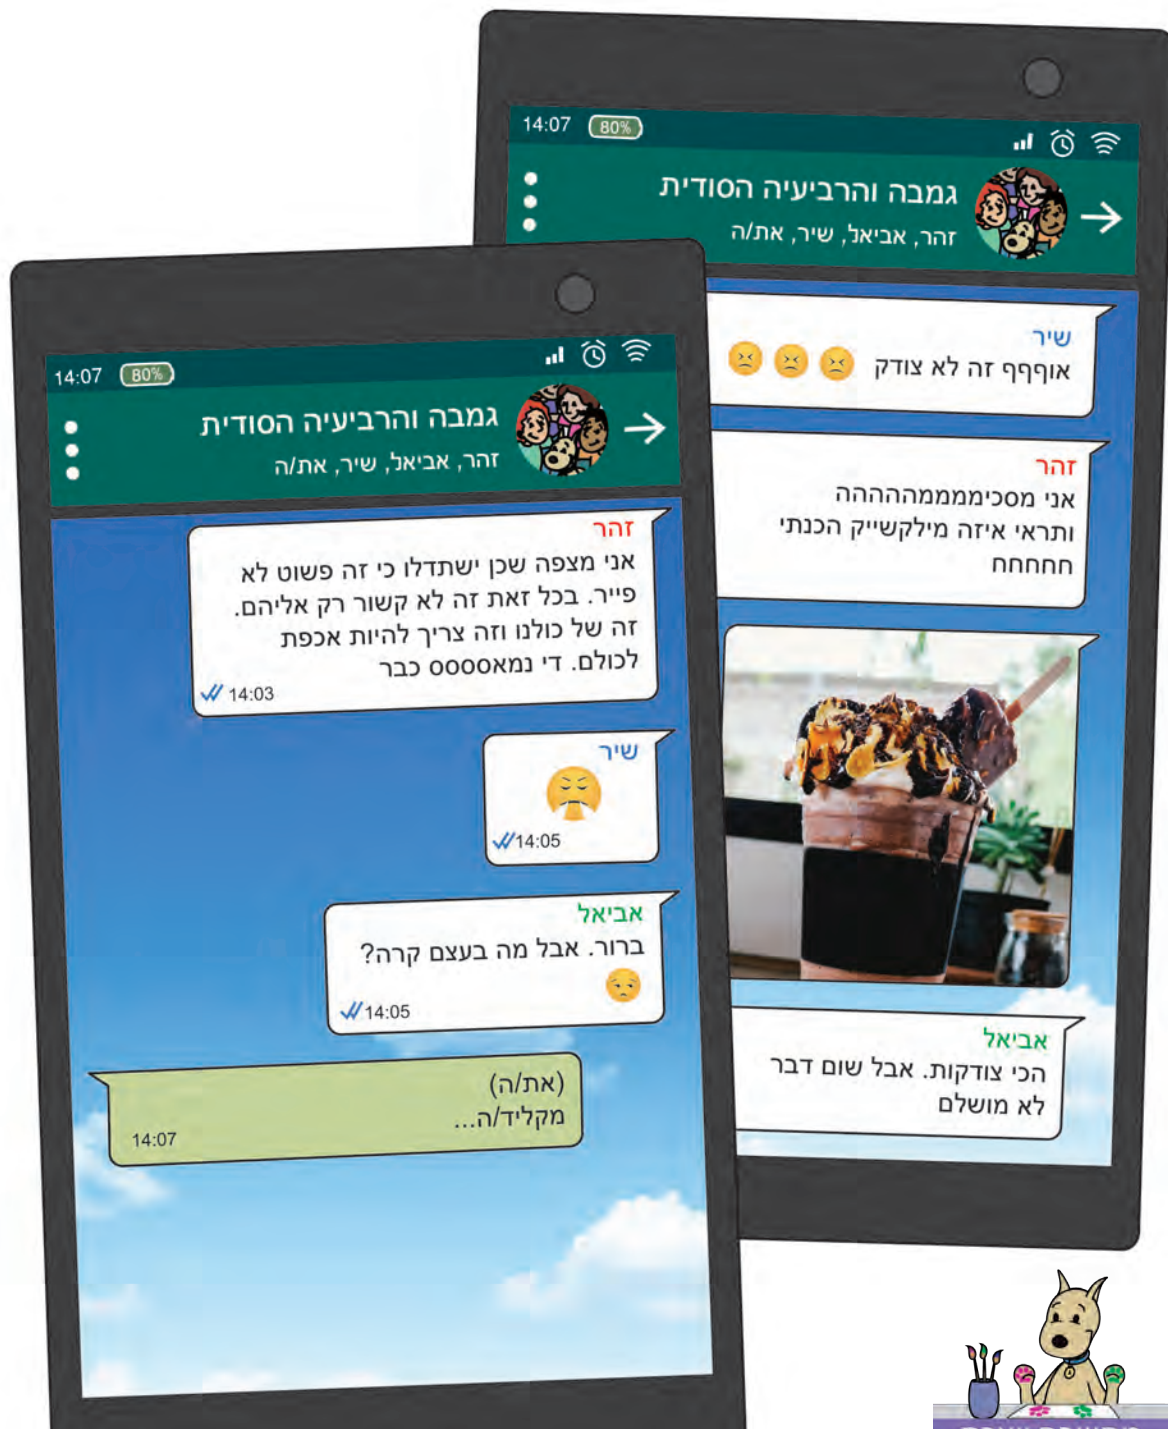 14:07 80%
גמבה והרביעיה הסודית
זהר, אביאל, שיר, את/ה
שיר
אוףףף זה לא צודק
זהר
אני מסכימממממהההההה
ותראי איזה מילקשייק הכנתי
חחחחח
אביאל
הכי צודקות. אבל שום דבר
לא מושלם
14:07 80%
גמבה והרביעיה הסודית
זהר, אביאל, שיר, את/ה
זהר
אני מצפה שכן ישתדלו כי זה פשוט לא
פייר. בכל זאת זה לא קשור רק אליהם.
זה של כולנו וזה צריך להיות אכפת
לכולם. די נמאסססס כבר
14:03
שיר
14:05
אביאל
ברור. אבל מה בעצם קרה?
14:05
(את/ה)
מקליד/ה...
14:07